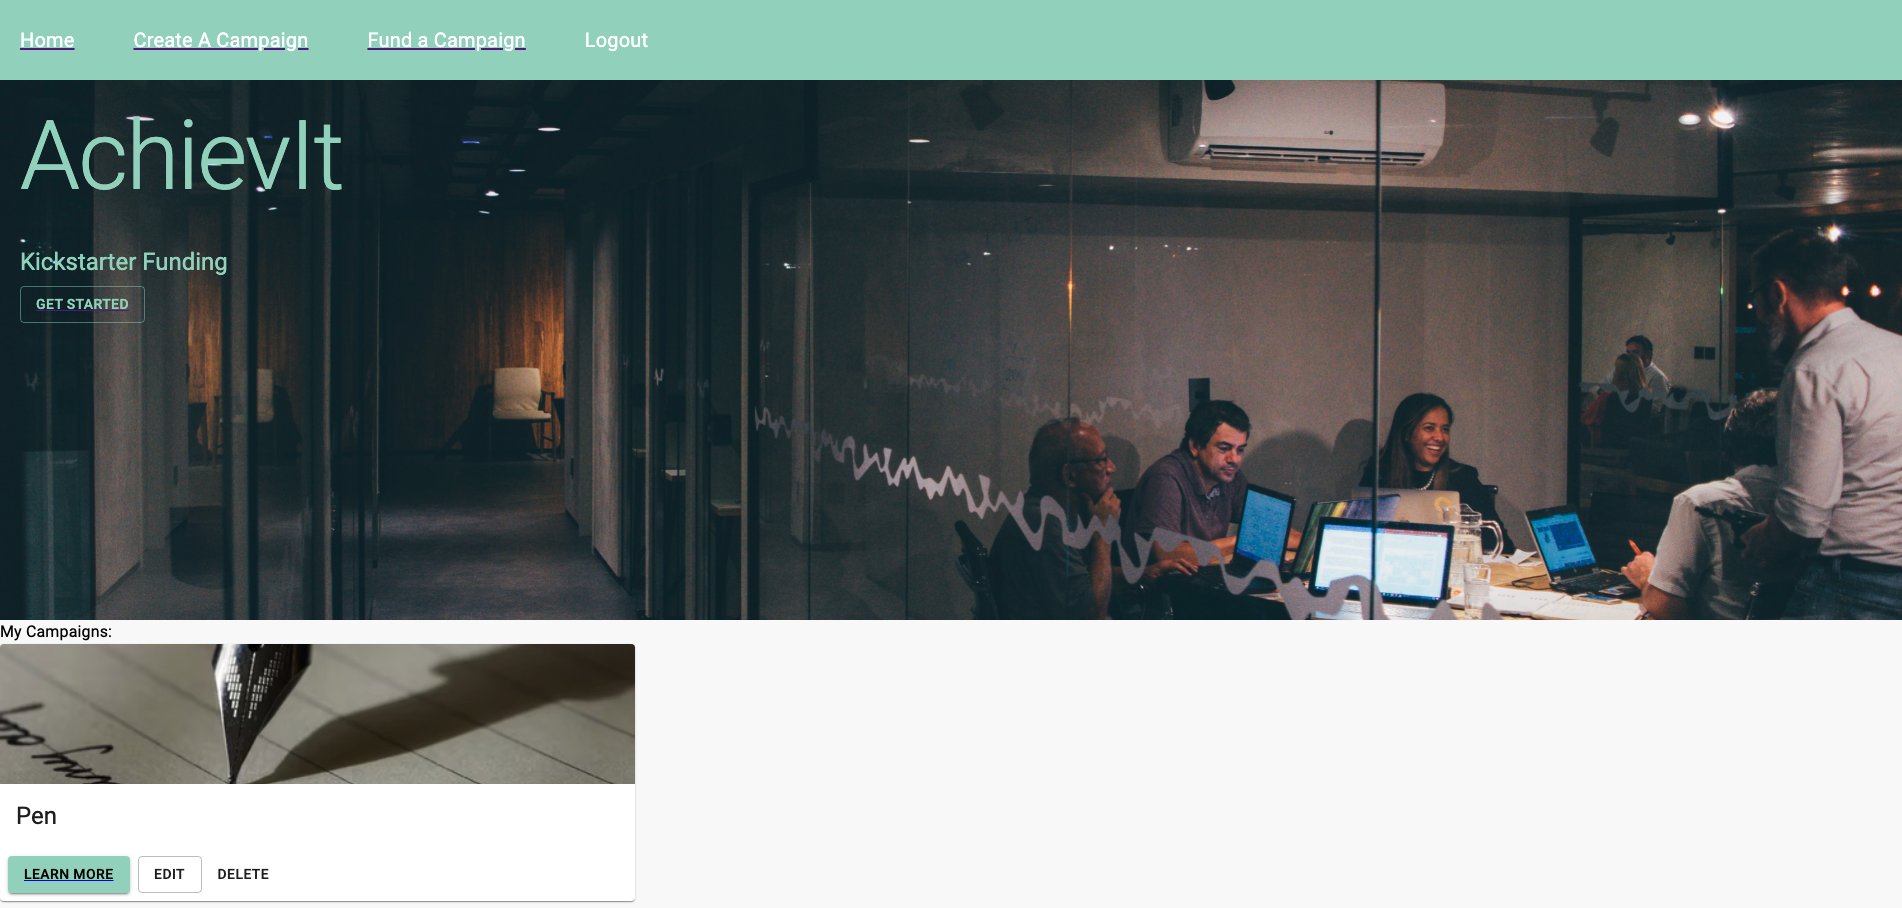 Home Create A Campaign Fund a Campaign Logout
AchievIt
Kickstarter Funding
GET STARTED
My Campaigns:
Pen
LEARN MORE EDIT DELETE